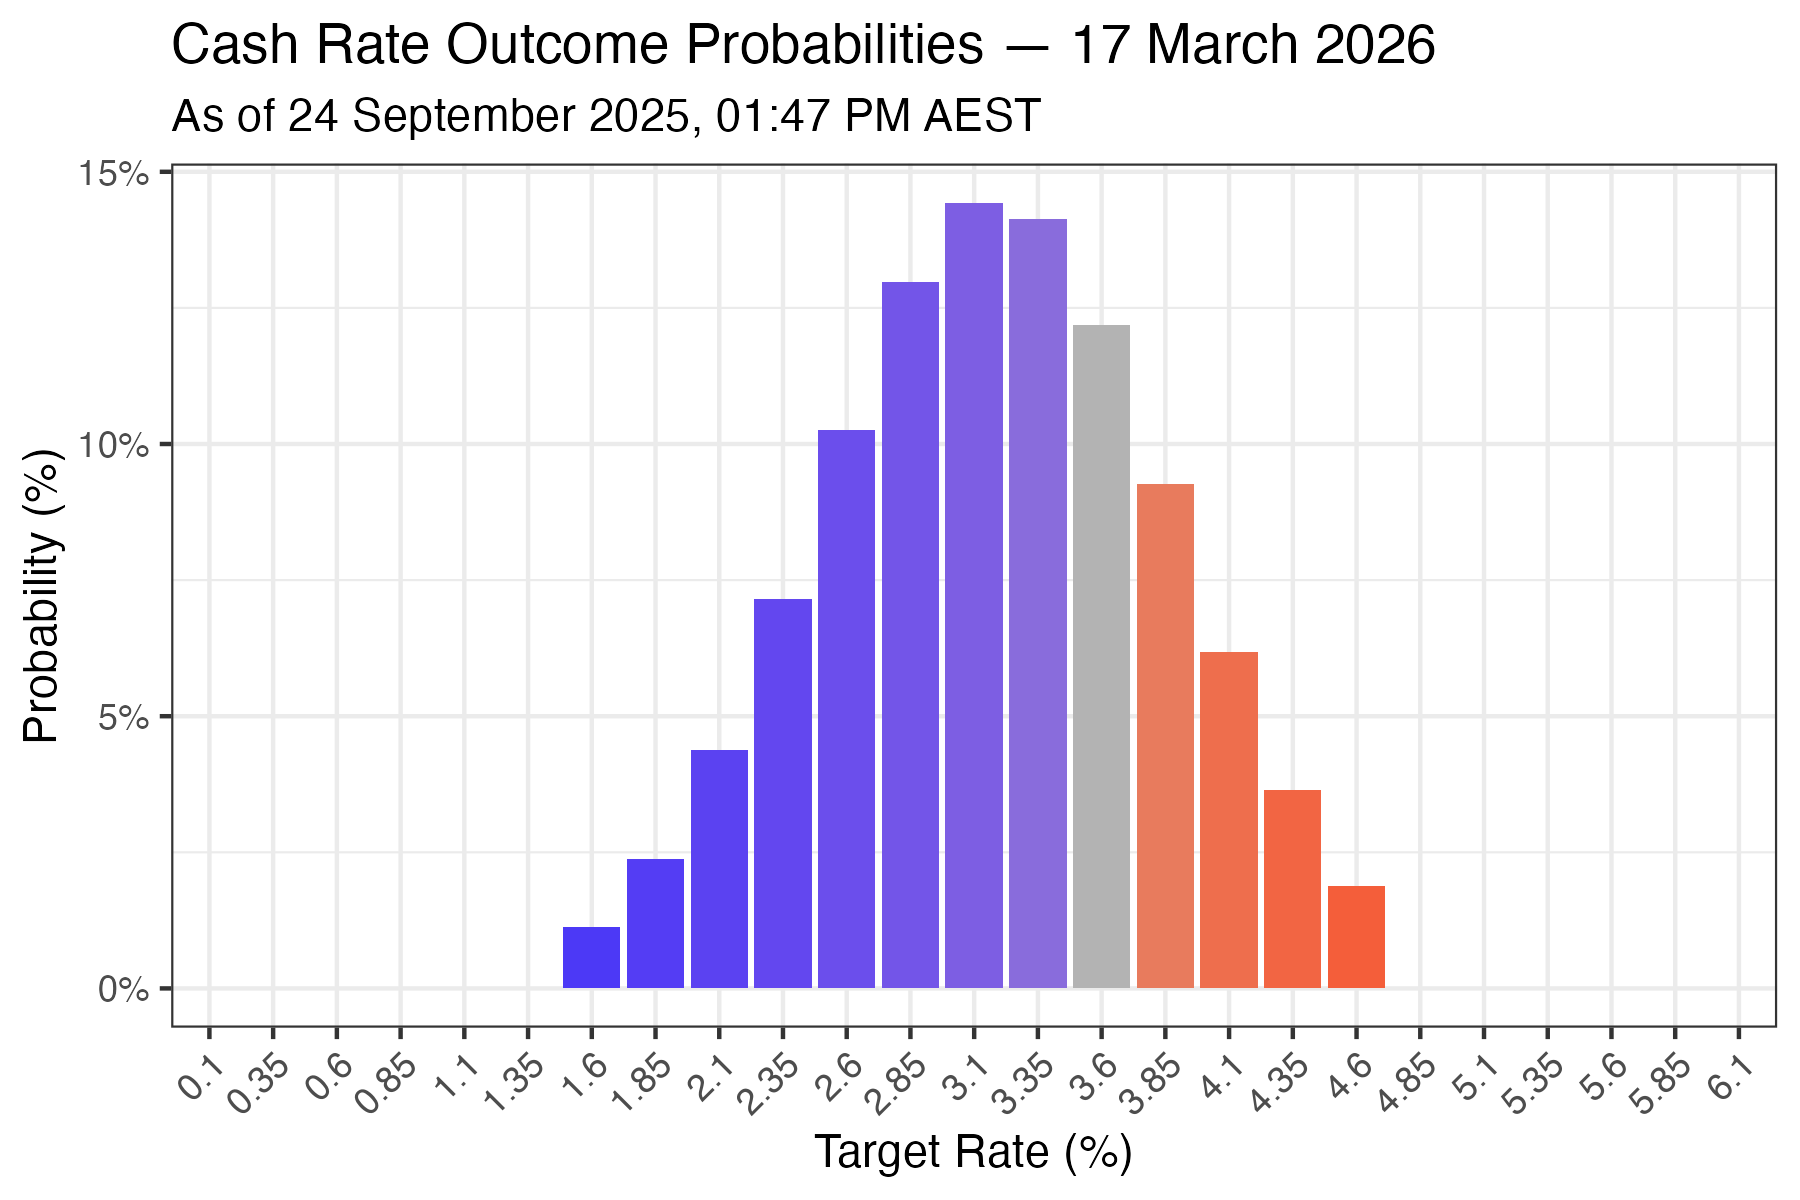 Cash Rate Outcome Probabilities — 17 March 2026
As of 24 September 2025, 01:47 PM AEST
Probability (%)
15%
10%
5%
0%
0.1 0.35 0.6 0.85 1.1 1.35 1.6 1.85 2.1 2.35 2.6 2.85 3.1 3.35 3.6 3.85 4.1 4.35 4.6 4.85 5.1 5.35 5.6 5.85 6.1
Target Rate (%)